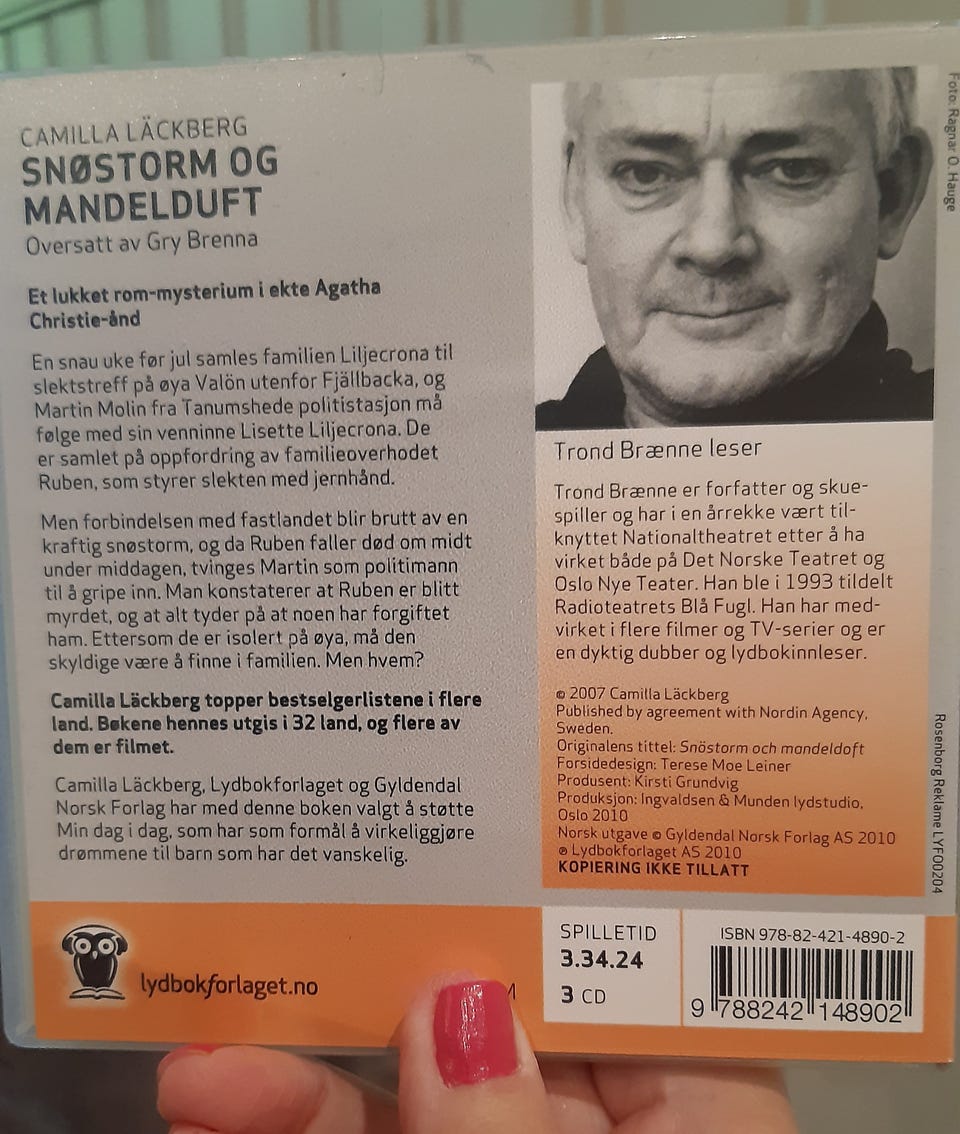 CAMILLA LÄCKBERG
SNØSTORM OG
MANDELDUFT
Oversatt av Gry Brenna
Et lukket rom-mysterium i ekte Agatha
Christie-ånd
En snau uke før jul samles familien Liljecrona til
slektstreff på øya Valön utenfor Fjällbacka, og
Martin Molin fra Tanumshede politistasjon må
følge med sin venninne Lisette Liljecrona. De
er samlet på oppfordring av familieoverhodet
Ruben, som styrer slekten med jernhånd.
Men forbindelsen med fastlandet blir brutt av en
kraftig snøstorm, og da Ruben faller død om midt
under middagen, tvinges Martin som politimann
til å gripe inn. Man konstaterer at Ruben er blitt
myrdet, og at alt tyder på at noen har forgiftet
ham. Ettersom de er isolert på øya, må den
skyldige være å finne i familien. Men hvem?
Camilla Läckberg topper bestselgerlistene i flere
land. Bøkene hennes utgis i 32 land, og flere av
dem er filmet.
Camilla Läckberg, Lydbokforlaget og Gyldendal
Norsk Forlag har med denne boken valgt å støtte
Min dag i dag, som har som formål å virkeliggjøre
drømmene til barn som har det vanskelig.
lydbokforlaget.no
M
Foto: Ragnar O. Hauge
Trond Brænne leser
Trond Brænne er forfatter og skue-
spiller og har i en årrekke vært til-
knyttet Nationaltheatret etter å ha
virket både på Det Norske Teatret og
Oslo Nye Teater. Han ble i 1993 tildelt
Radioteatrets Blå Fugl. Han har med-
virket i flere filmer og TV-serier og er
en dyktig dubber og lydbokinnleser.
© 2007 Camilla Läckberg
Published by agreement with Nordin Agency,
Sweden.
Originalens tittel: Snöstorm och mandeldoft
Forsidedesign: Terese Moe Leiner
Produsent: Kirsti Grundvig
Produksjon: Ingvaldsen & Munden lydstudio,
Oslo 2010
Norsk utgave © Gyldendal Norsk Forlag AS 2010
℗ Lydbokforlaget AS 2010
KOPIERING IKKE TILLATT
Rosenborg Reklame LYF00204
SPILLETID
3.34.24
3 CD
ISBN 978-82-421-4890-2
9 788242 148902